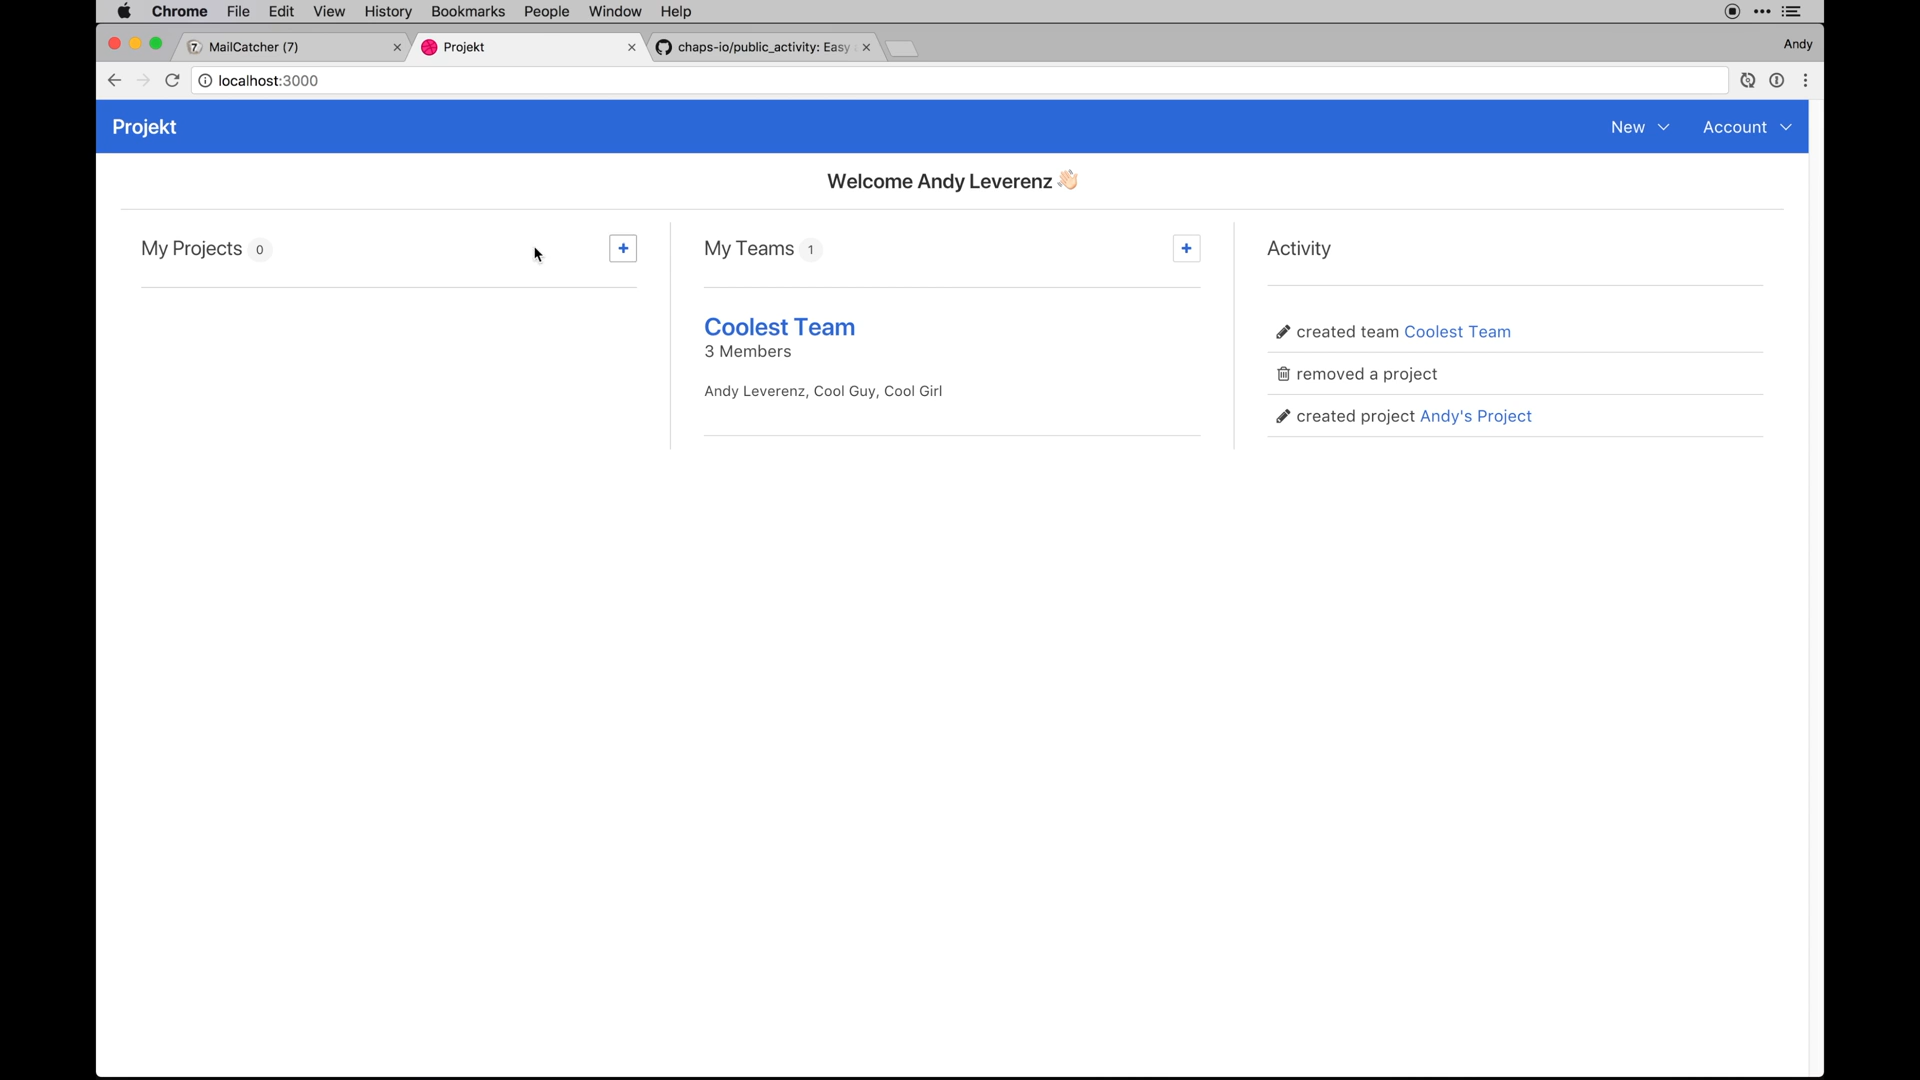 Chrome File Edit View History Bookmarks People Window Help
7 MailCatcher (7) Projekt chaps-io/public_activity: Easy Andy
localhost:3000
Projekt New Account
Welcome Andy Leverenz 👋🏻
My Projects 0 + My Teams 1 + Activity
Coolest Team
3 Members
Andy Leverenz, Cool Guy, Cool Girl
created team Coolest Team
removed a project
created project Andy's Project